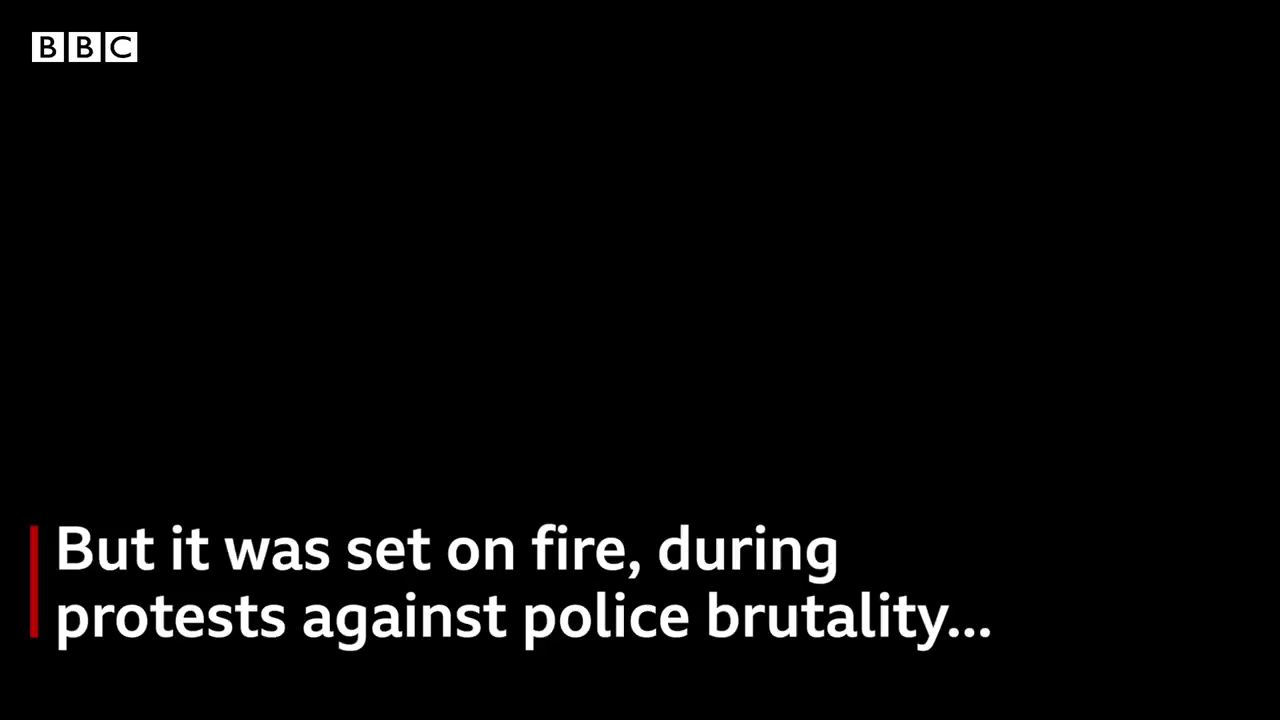 BBC
But it was set on fire, during
protests against police brutality...